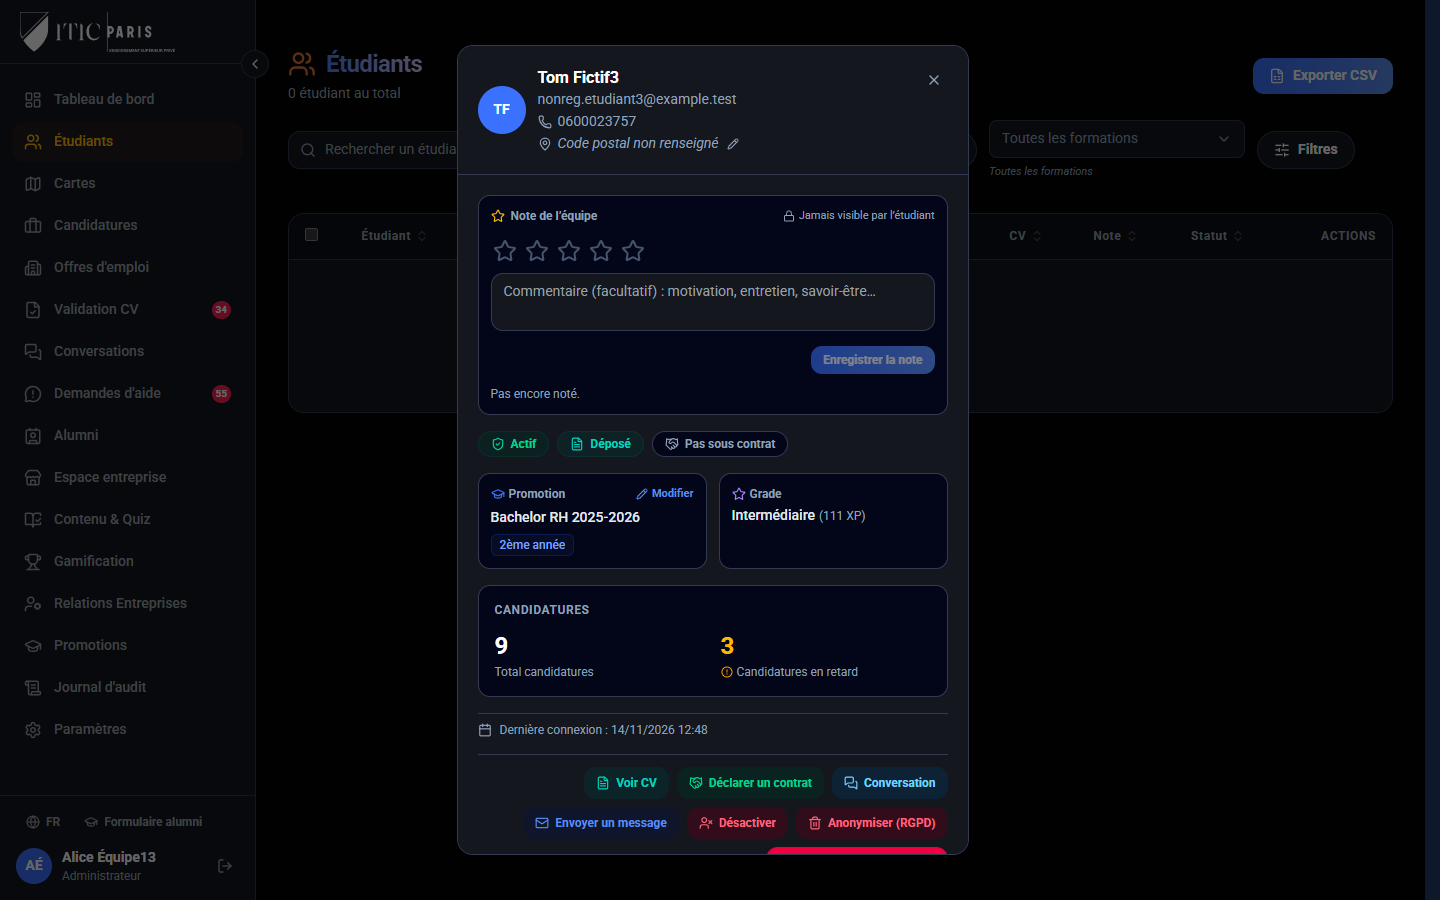 ITIC PARIS
ENSEIGNEMENT SUPÉRIEUR PRIVÉ
Tableau de bord
Étudiants
Cartes
Candidatures
Offres d'emploi
Validation CV
34
Conversations
Demandes d'aide
55
Alumni
Espace entreprise
Contenu & Quiz
Gamification
Relations Entreprises
Promotions
Journal d'audit
Paramètres
FR
Formulaire alumni
AÉ
Alice Équipe13
Administrateur
Étudiants
0 étudiant au total
Exporter CSV
Rechercher un étudia
Toutes les formations
Toutes les formations
Filtres
Étudiant
CV
Note
Statut
ACTIONS
TF
Tom Fictif3
nonreg.etudiant3@example.test
0600023757
Code postal non renseigné
Note de l'équipe
Jamais visible par l'étudiant
Commentaire (facultatif) : motivation, entretien, savoir-être…
Enregistrer la note
Pas encore noté.
Actif
Déposé
Pas sous contrat
Promotion
Modifier
Bachelor RH 2025-2026
2ème année
Grade
Intermédiaire (111 XP)
CANDIDATURES
9
Total candidatures
3
Candidatures en retard
Dernière connexion : 14/11/2026 12:48
Voir CV
Déclarer un contrat
Conversation
Envoyer un message
Désactiver
Anonymiser (RGPD)